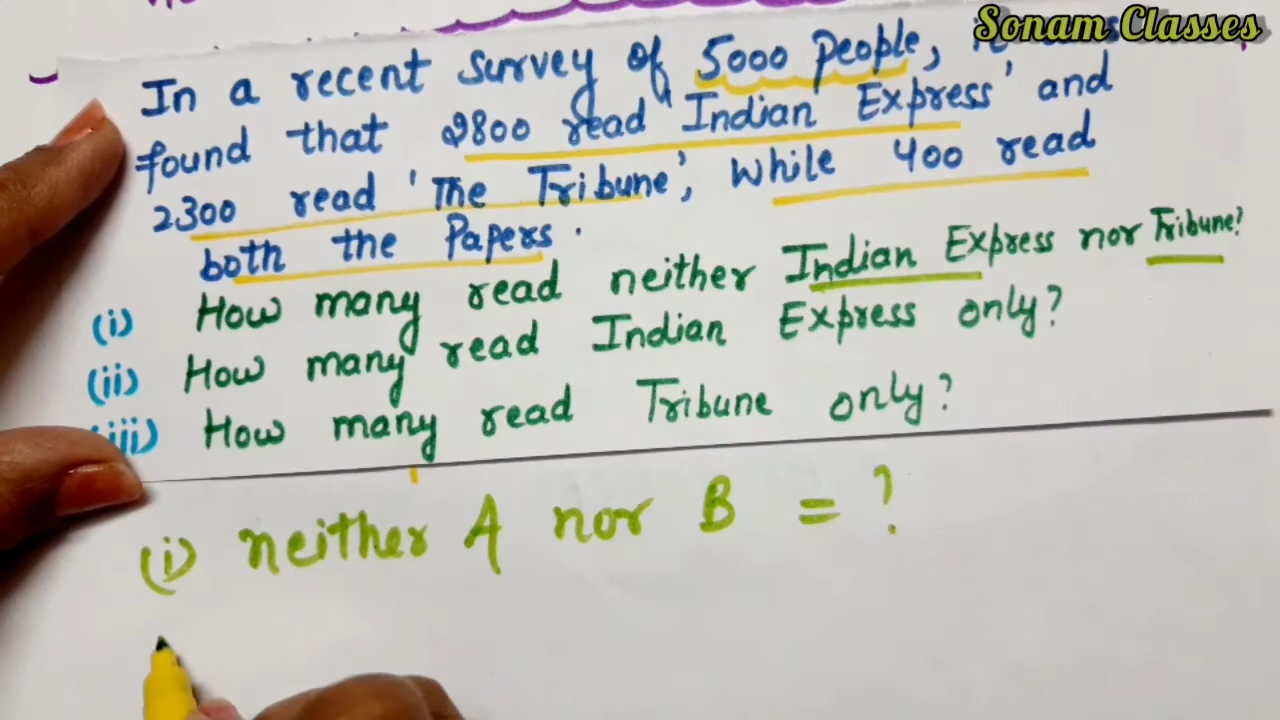 Sonam Classes
In a recent survey of 5000 people,
found that 2800 read 'Indian Express' and
2300 read 'The Tribune', while 400 read
both the Papers.
(i) How many read neither Indian Express nor Tribune?
(ii) How many read Indian Express only?
(iii) How many read Tribune only?
(i) neither A nor B = ?